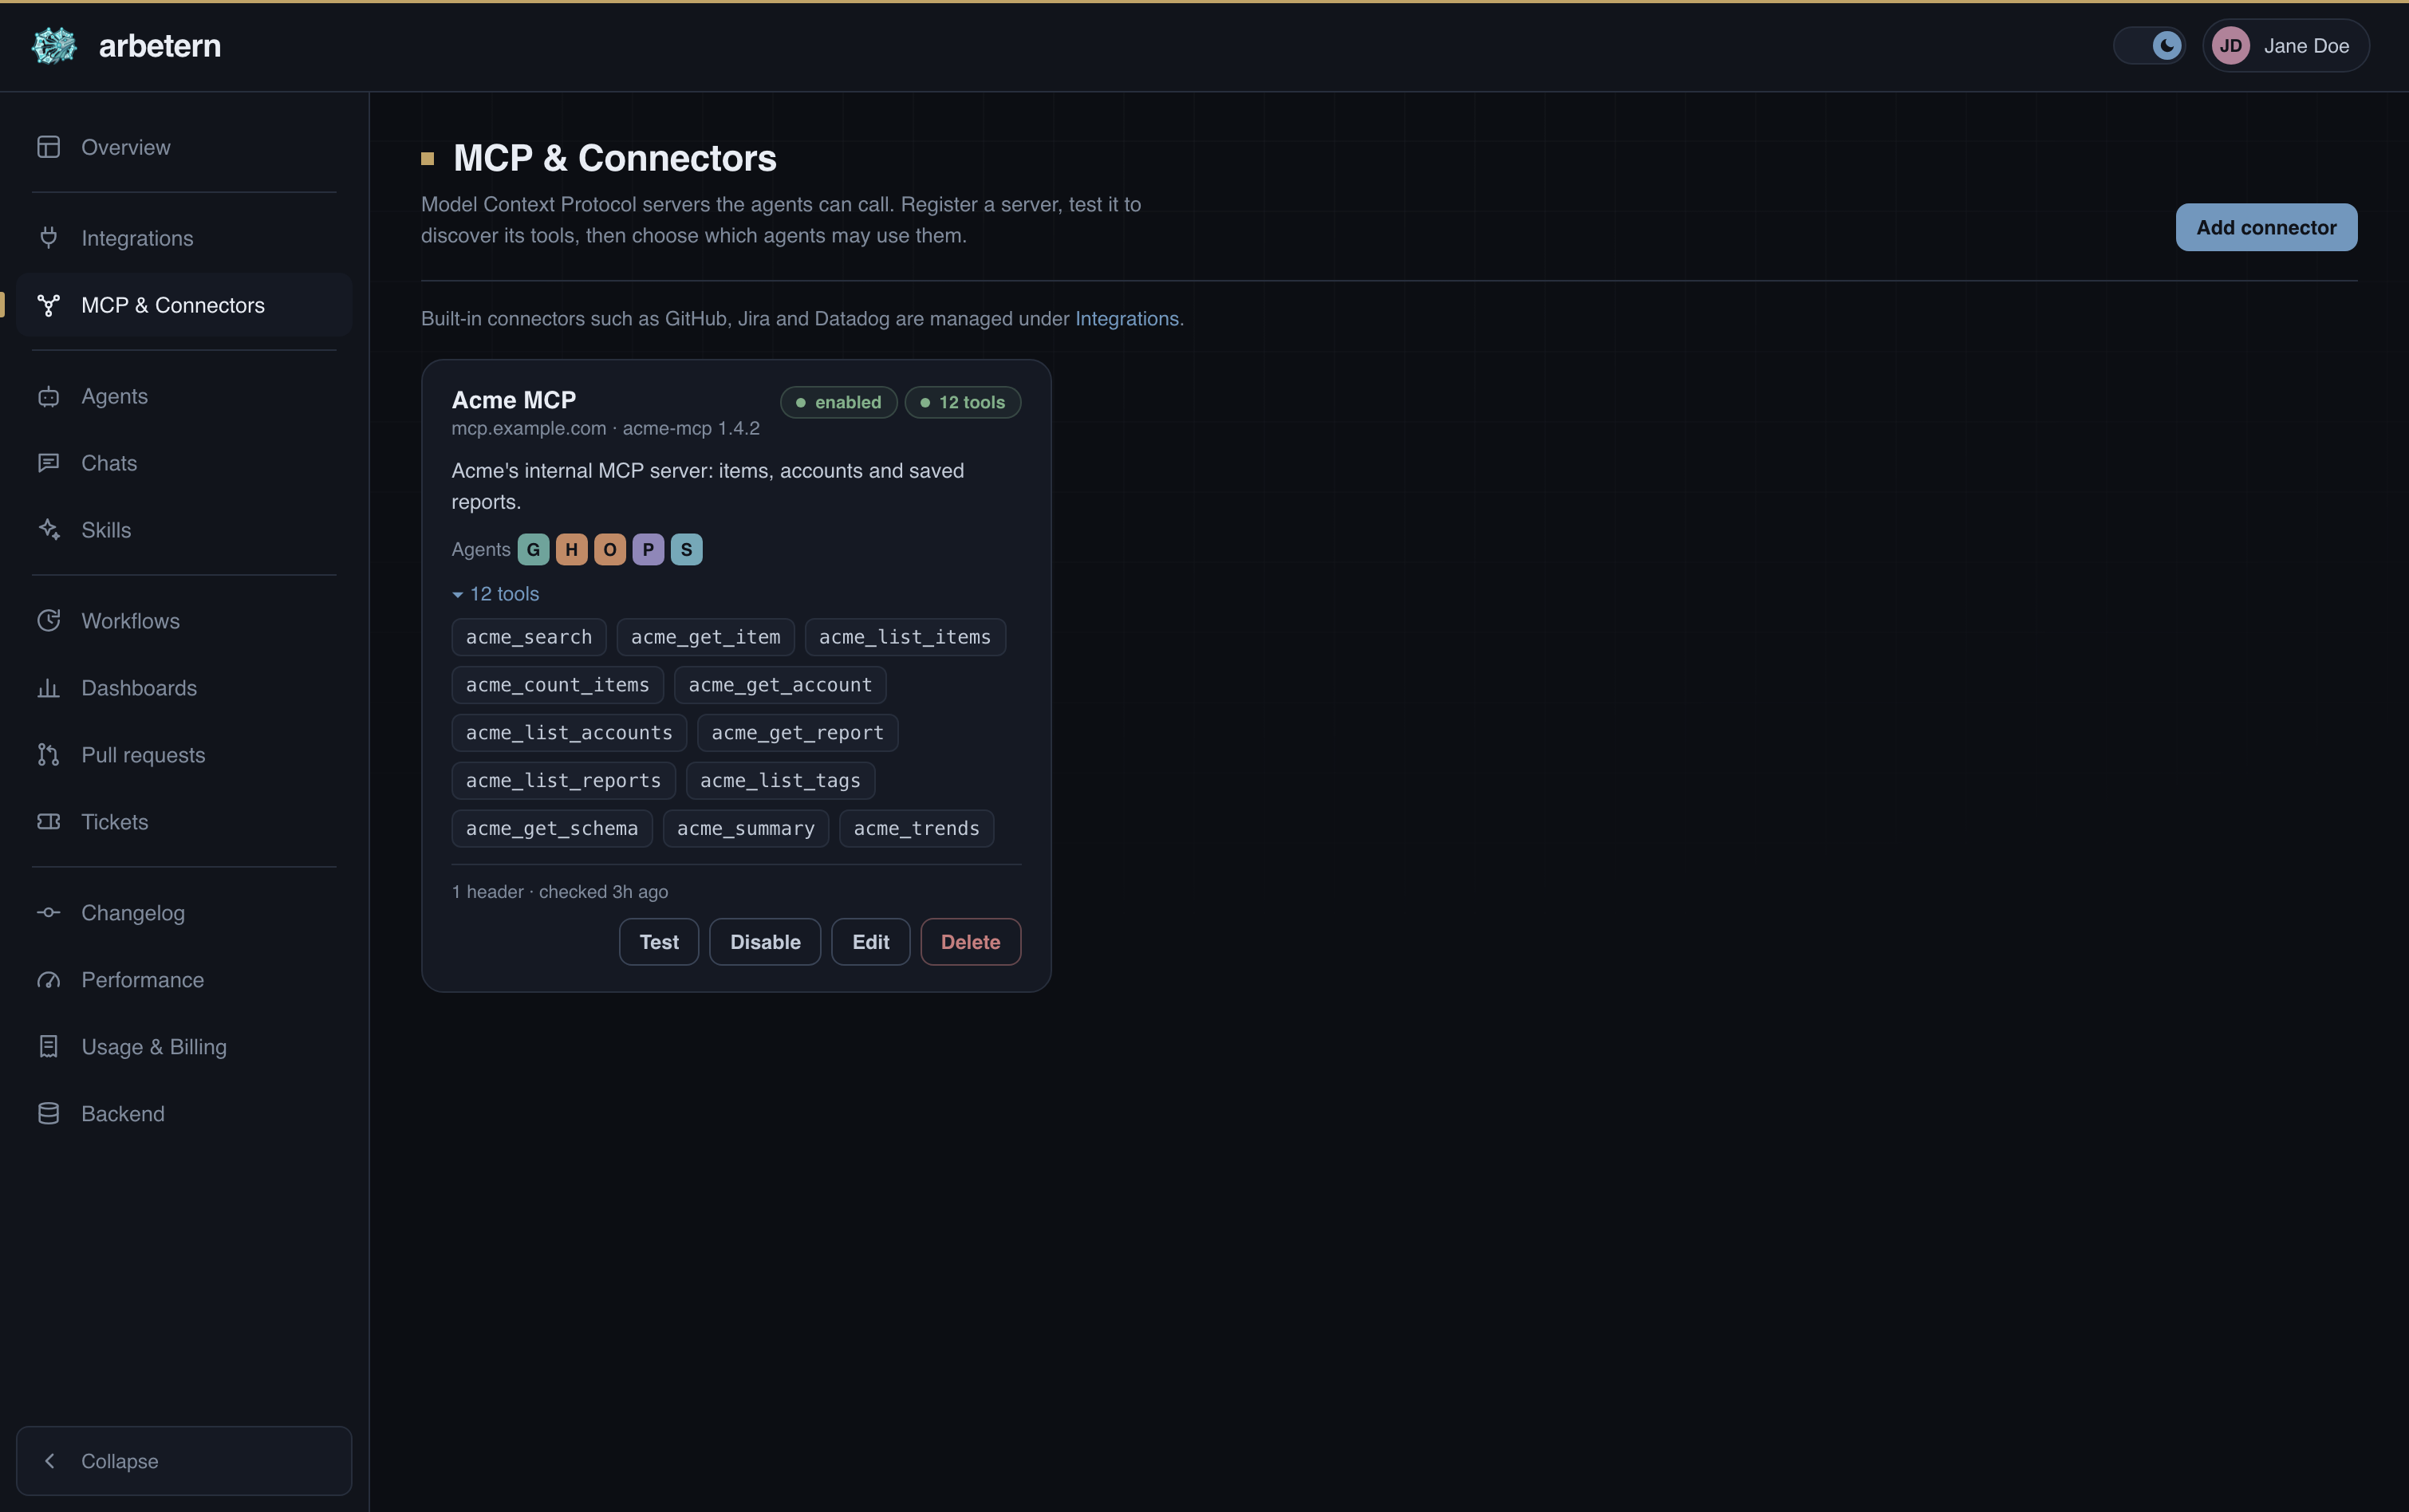 arbetern
JD Jane Doe
Overview
Integrations
MCP & Connectors
Agents
Chats
Skills
Workflows
Dashboards
Pull requests
Tickets
Changelog
Performance
Usage & Billing
Backend
Collapse
MCP & Connectors
Model Context Protocol servers the agents can call. Register a server, test it to
discover its tools, then choose which agents may use them.
Add connector
Built-in connectors such as GitHub, Jira and Datadog are managed under Integrations.
Acme MCP
enabled
12 tools
mcp.example.com · acme-mcp 1.4.2
Acme's internal MCP server: items, accounts and saved
reports.
Agents G H O P S
12 tools
acme_search acme_get_item acme_list_items
acme_count_items acme_get_account
acme_list_accounts acme_get_report
acme_list_reports acme_list_tags
acme_get_schema acme_summary acme_trends
1 header · checked 3h ago
Test Disable Edit Delete